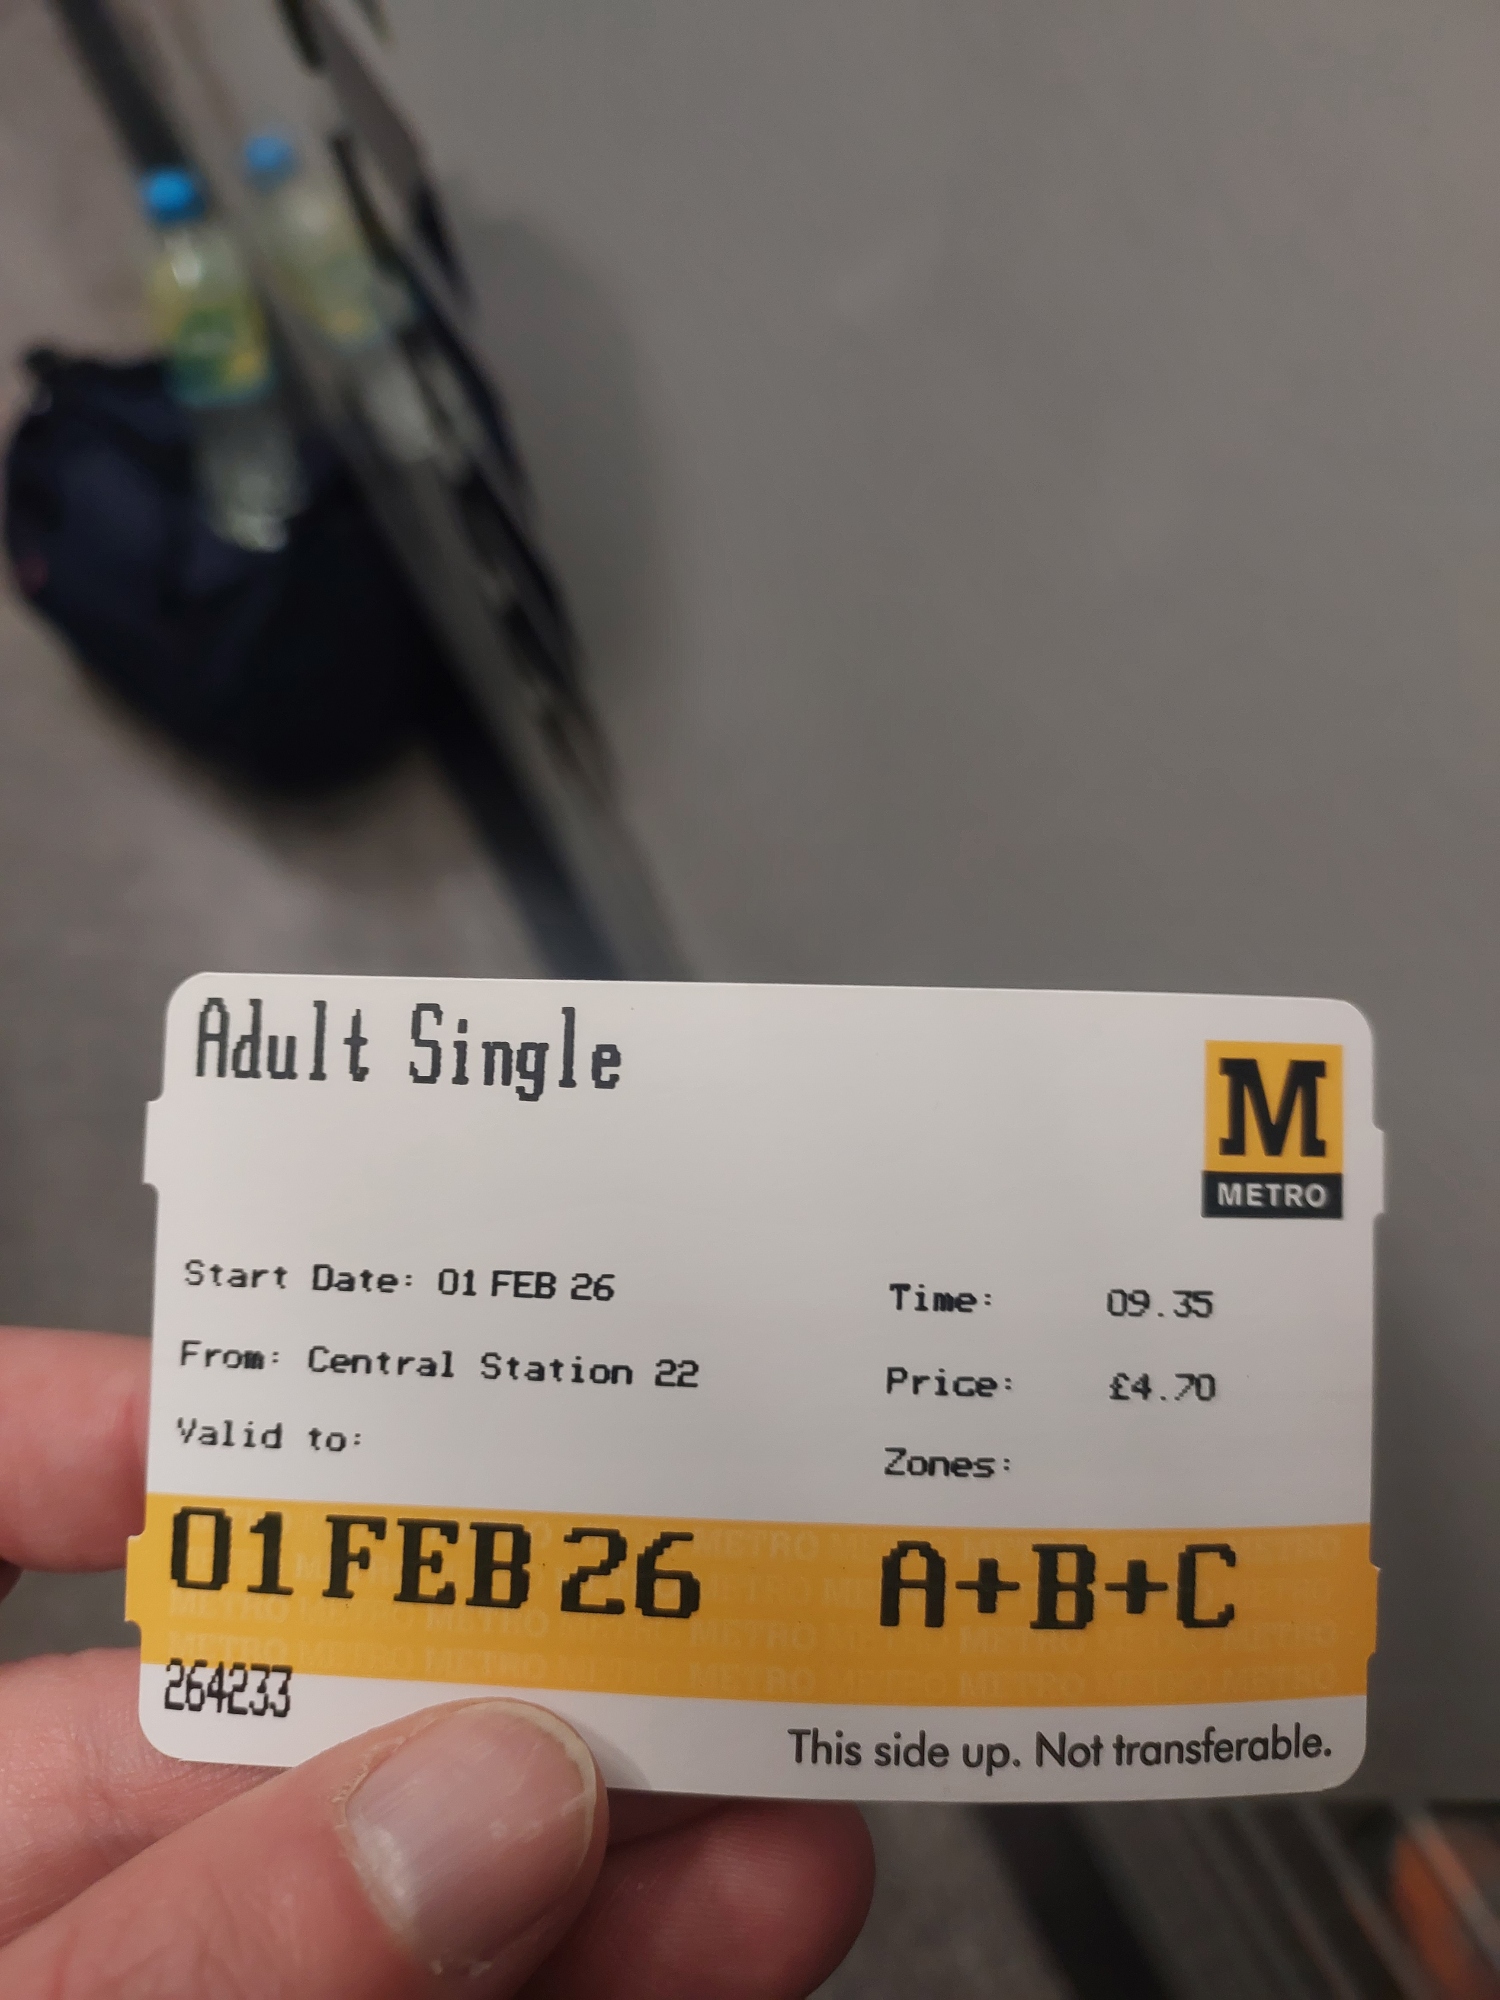 Adult Single
M
METRO
Start Date: 01 FEB 26
Time: 09.35
From: Central Station 22
Price: £4.70
Valid to:
Zones:
01 FEB 26
A+B+C
264233
This side up. Not transferable.